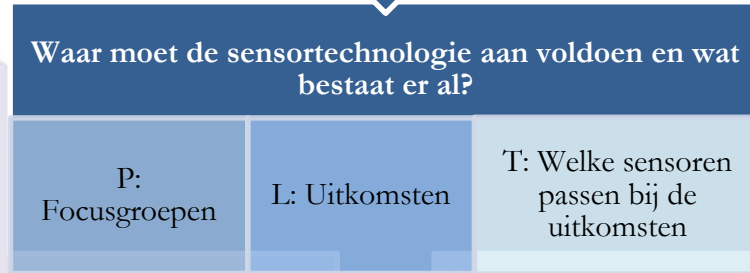 Waar moet de sensortechnologie aan voldoen en wat
bestaat er al?
P:
Focusgroepen
L: Uitkomsten
T: Welke sensoren
passen bij de
uitkomsten